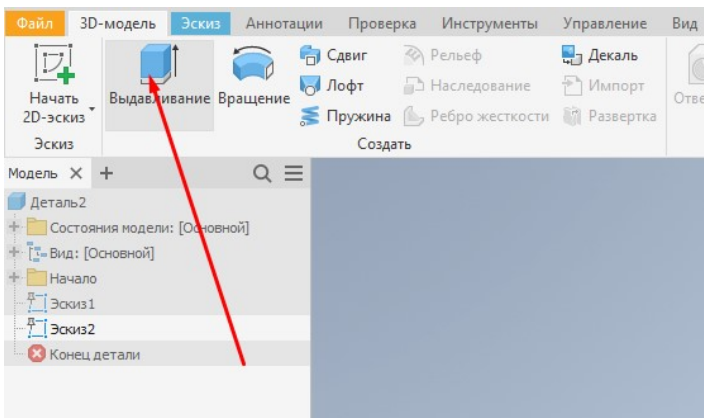 Файл 3D-модель Эскиз Аннотации Проверка Инструменты Управление Вид
Начать
2D-эскиз
Выдавливание
Вращение
Сдвиг
Лофт
Пружина
Рельеф
Наследование
Ребро жесткости
Декаль
Импорт
Развертка
Эскиз
Создать
Модель
Деталь2
Состояния модели: [Основной]
Вид: [Основной]
Начало
Эскиз1
Эскиз2
Конец детали